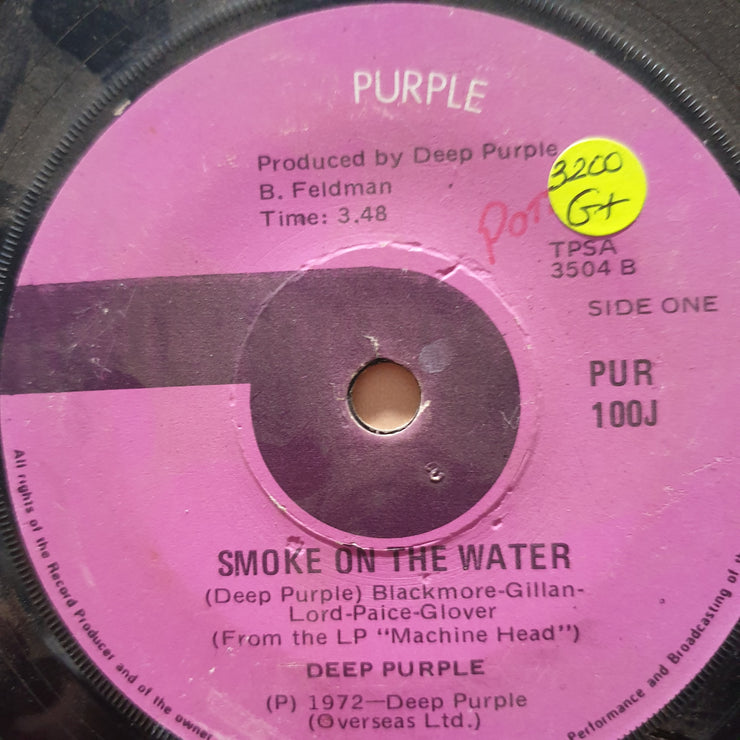 PURPLE
Produced by Deep Purple
B. Feldman
Time: 3.48
3200
G+
Por
TPSA
3504 B
SIDE ONE
PUR
100J
SMOKE ON THE WATER
(Deep Purple) Blackmore-Gillan-
Lord-Paice-Glover
(From the LP "Machine Head")
DEEP PURPLE
(P) 1972—Deep Purple
(Overseas Ltd.)
All rights of the Record Producer and of the owner
Performance and Broadcasting of